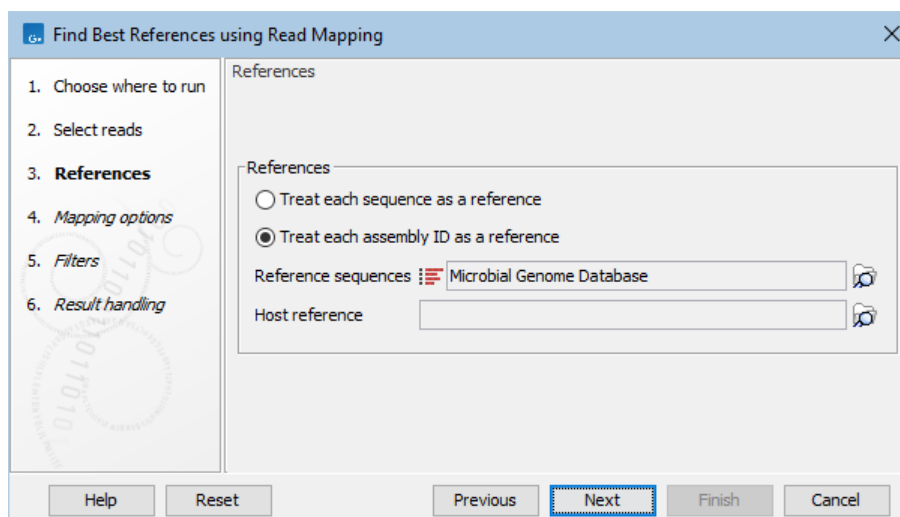 Find Best References using Read Mapping
1. Choose where to run
2. Select reads
3. References
4. Mapping options
5. Filters
6. Result handling
References
References
Treat each sequence as a reference
Treat each assembly ID as a reference
Reference sequences Microbial Genome Database
Host reference
Help Reset Previous Next Finish Cancel